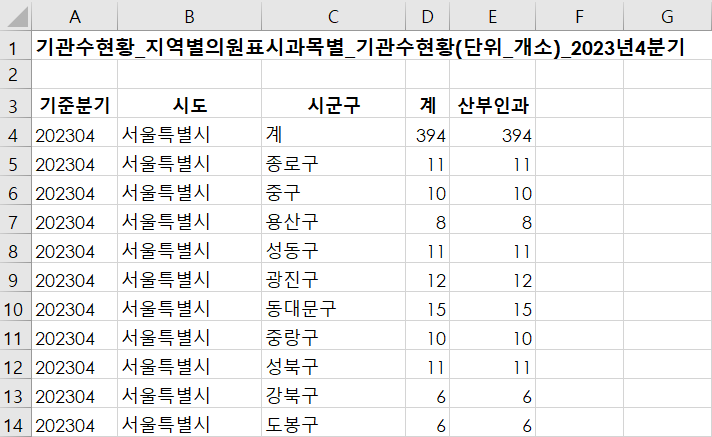 A B C D E F G
1 기관수현황_지역별의원표시과목별_기관수현황(단위_개소)_2023년4분기
2
3 기준분기 시도 시군구 계 산부인과
4 202304 서울특별시 계 394 394
5 202304 서울특별시 종로구 11 11
6 202304 서울특별시 중구 10 10
7 202304 서울특별시 용산구 8 8
8 202304 서울특별시 성동구 11 11
9 202304 서울특별시 광진구 12 12
10 202304 서울특별시 동대문구 15 15
11 202304 서울특별시 중랑구 10 10
12 202304 서울특별시 성북구 11 11
13 202304 서울특별시 강북구 6 6
14 202304 서울특별시 도봉구 6 6